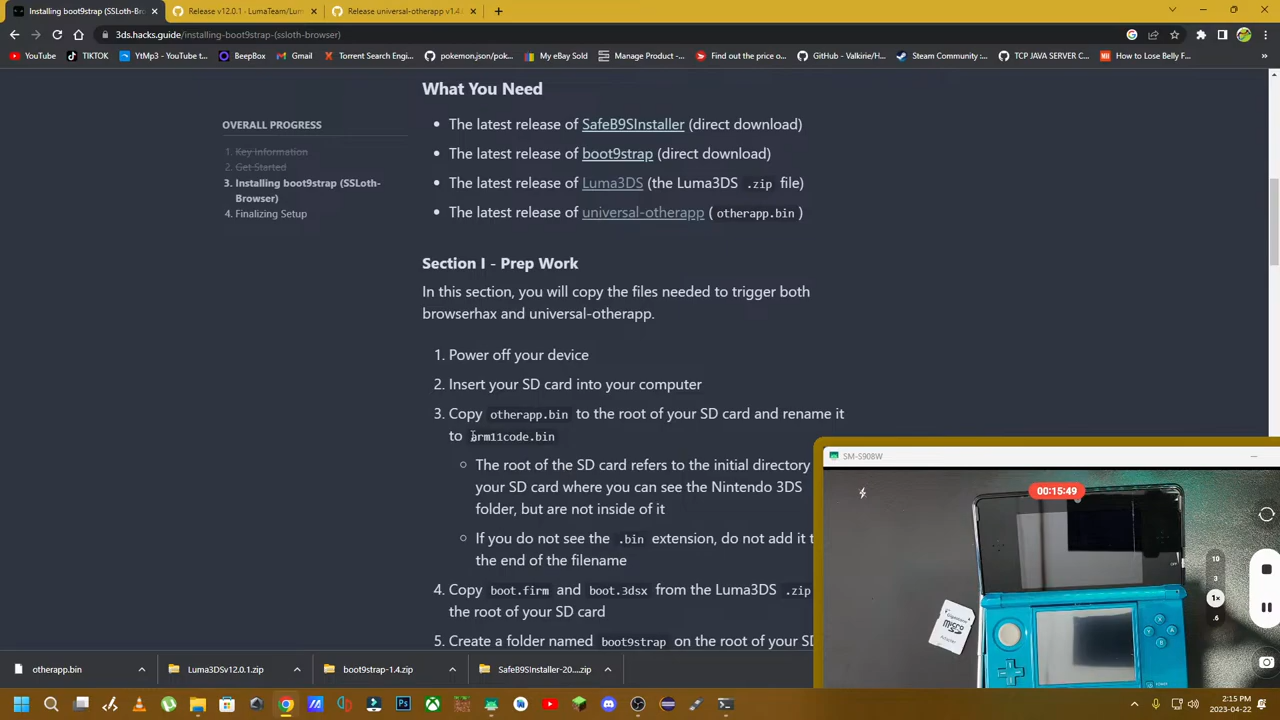 Installing boot9strap (SSLoth-Browser)
Release v12.0.1 · LumaTeam/Lum
Release universal-otherapp v1.4
3ds.hacks.guide/installing-boot9strap-(ssloth-browser)
YouTube
TIKTOK
YtMp3 - YouTube t...
BeepBox
Gmail
Torrent Search Engi...
pokemon.json/pok...
My eBay Sold
Manage Product -...
Find out the price o...
GitHub - Valkirie/H...
Steam Community :...
TCP JAVA SERVER C...
How to Lose Belly F...
What You Need
OVERALL PROGRESS
1. Key Information
2. Get Started
3. Installing boot9strap (SSLoth-
Browser)
4. Finalizing Setup
The latest release of SafeB9SInstaller (direct download)
The latest release of boot9strap (direct download)
The latest release of Luma3DS (the Luma3DS .zip file)
The latest release of universal-otherapp ( otherapp.bin )
Section I - Prep Work
In this section, you will copy the files needed to trigger both
browserhax and universal-otherapp.
1. Power off your device
2. Insert your SD card into your computer
3. Copy otherapp.bin to the root of your SD card and rename it
to arm11code.bin
The root of the SD card refers to the initial directory
your SD card where you can see the Nintendo 3DS
folder, but are not inside of it
If you do not see the .bin extension, do not add it t
the end of the filename
4. Copy boot.firm and boot.3dsx from the Luma3DS .zip
the root of your SD card
5. Create a folder named boot9strap on the root of your SD
SM-S908W
00:15:49
10
3
1×
.6
micro
SD
Adapter
X
Y
A
B
otherapp.bin
Luma3DSv12.0.1.zip
boot9strap-1.4.zip
SafeB9SInstaller-20....zip
2:15 PM
2023-04-22